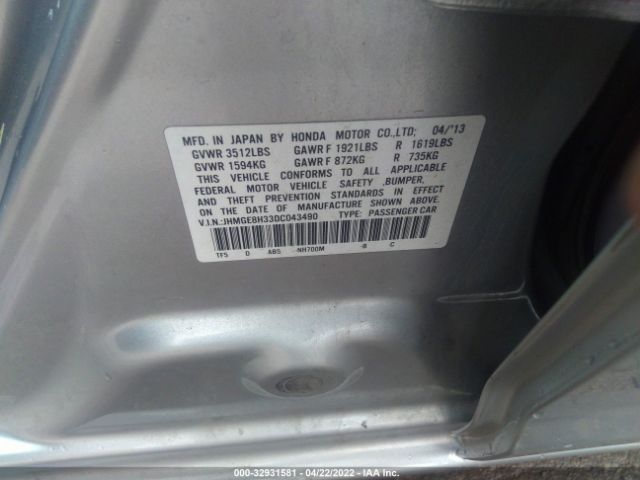 MFD. IN JAPAN BY HONDA MOTOR CO.,LTD; 04/'13
GVWR 3512LBS GAWR F 1921LBS R 1619LBS
GVWR 1594KG GAWR F 872KG R 735KG
THIS VEHICLE CONFORMS TO ALL APPLICABLE
FEDERAL MOTOR VEHICLE SAFETY ,BUMPER,
AND THEFT PREVENTION STANDARDS IN EFFECT
ON THE DATE OF MANUFACTURE SHOWN ABOVE.
V.I.N.:JHMGE8H33DC043490 TYPE: PASSENGER CAR
TF5 D ABS NH700M -B C
000-32931581 - 04/22/2022 - IAA Inc.